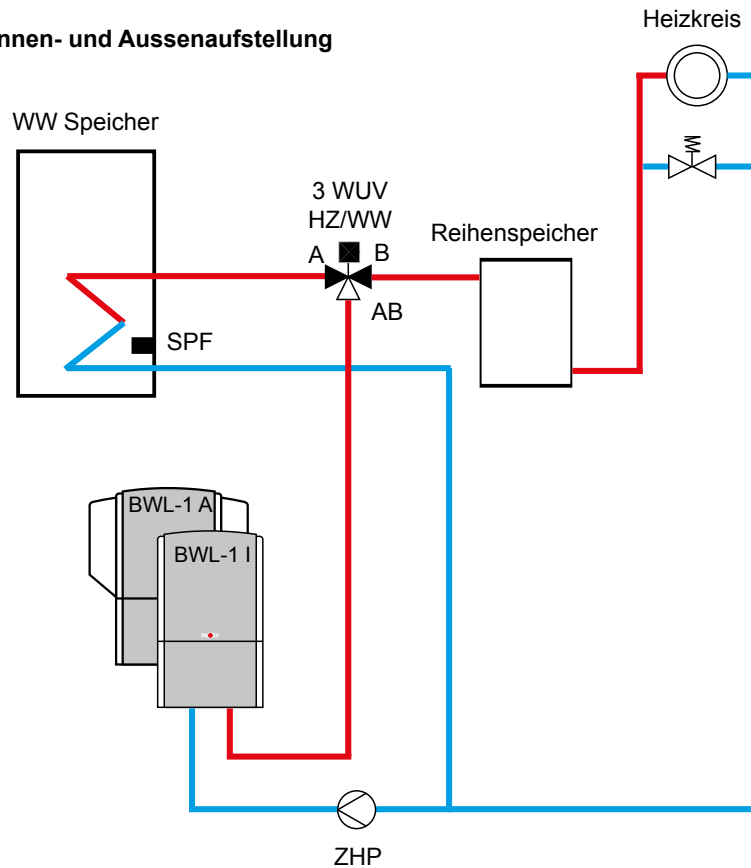 Heizkreis
nnen- und Aussenaufstellung
WW Speicher
3 WUV
HZ/WW
A
B
Reihenspeicher
AB
SPF
BWL-1 A
BWL-1 I
ZHP